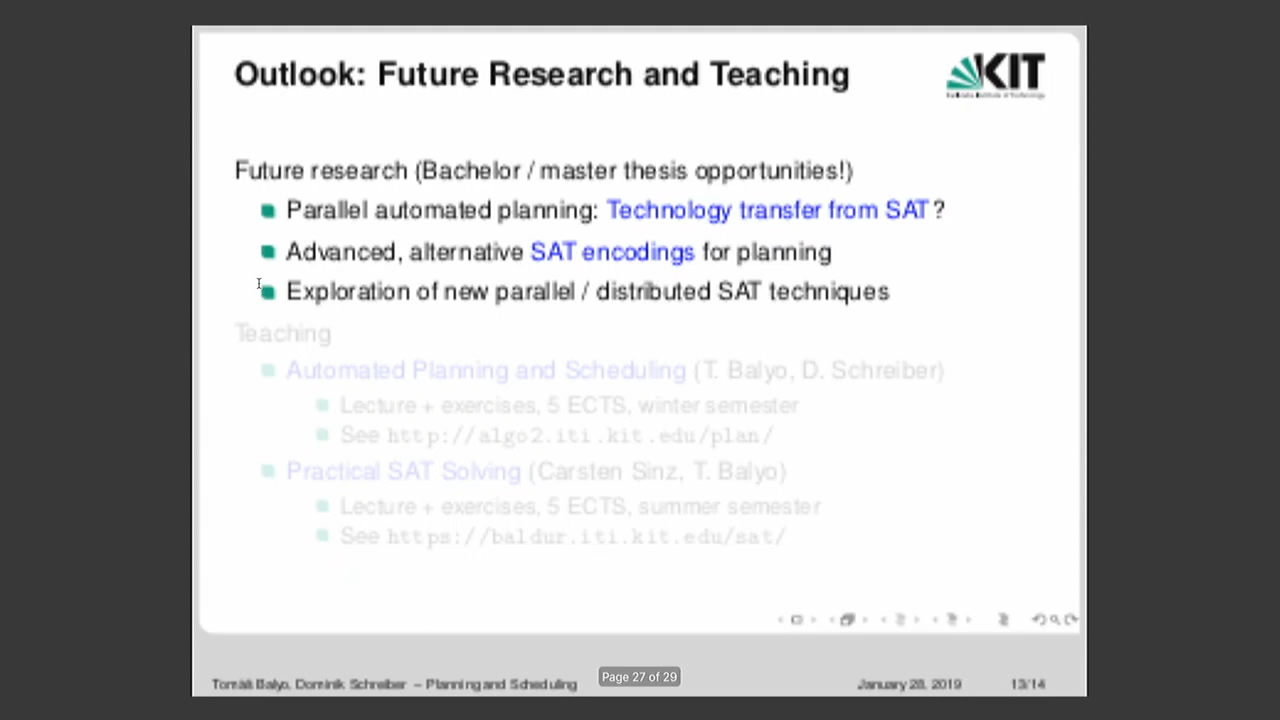 Outlook: Future Research and Teaching
KIT
Future research (Bachelor / master thesis opportunities!)
Parallel automated planning: Technology transfer from SAT?
Advanced, alternative SAT encodings for planning
Exploration of new parallel / distributed SAT techniques
Teaching
Automated Planning and Scheduling (T. Balyo, D. Schreiber)
Lecture + exercises, 5 ECTS, winter semester
See http://algo2.iti.kit.edu/plan/
Practical SAT Solving (Carsten Sinz, T. Balyo)
Lecture + exercises, 5 ECTS, summer semester
See https://baldur.iti.kit.edu/sat/
Tomáš Balyo, Dominik Schreiber – Planning and Scheduling
Page 27 of 29
January 28, 2019
13/14